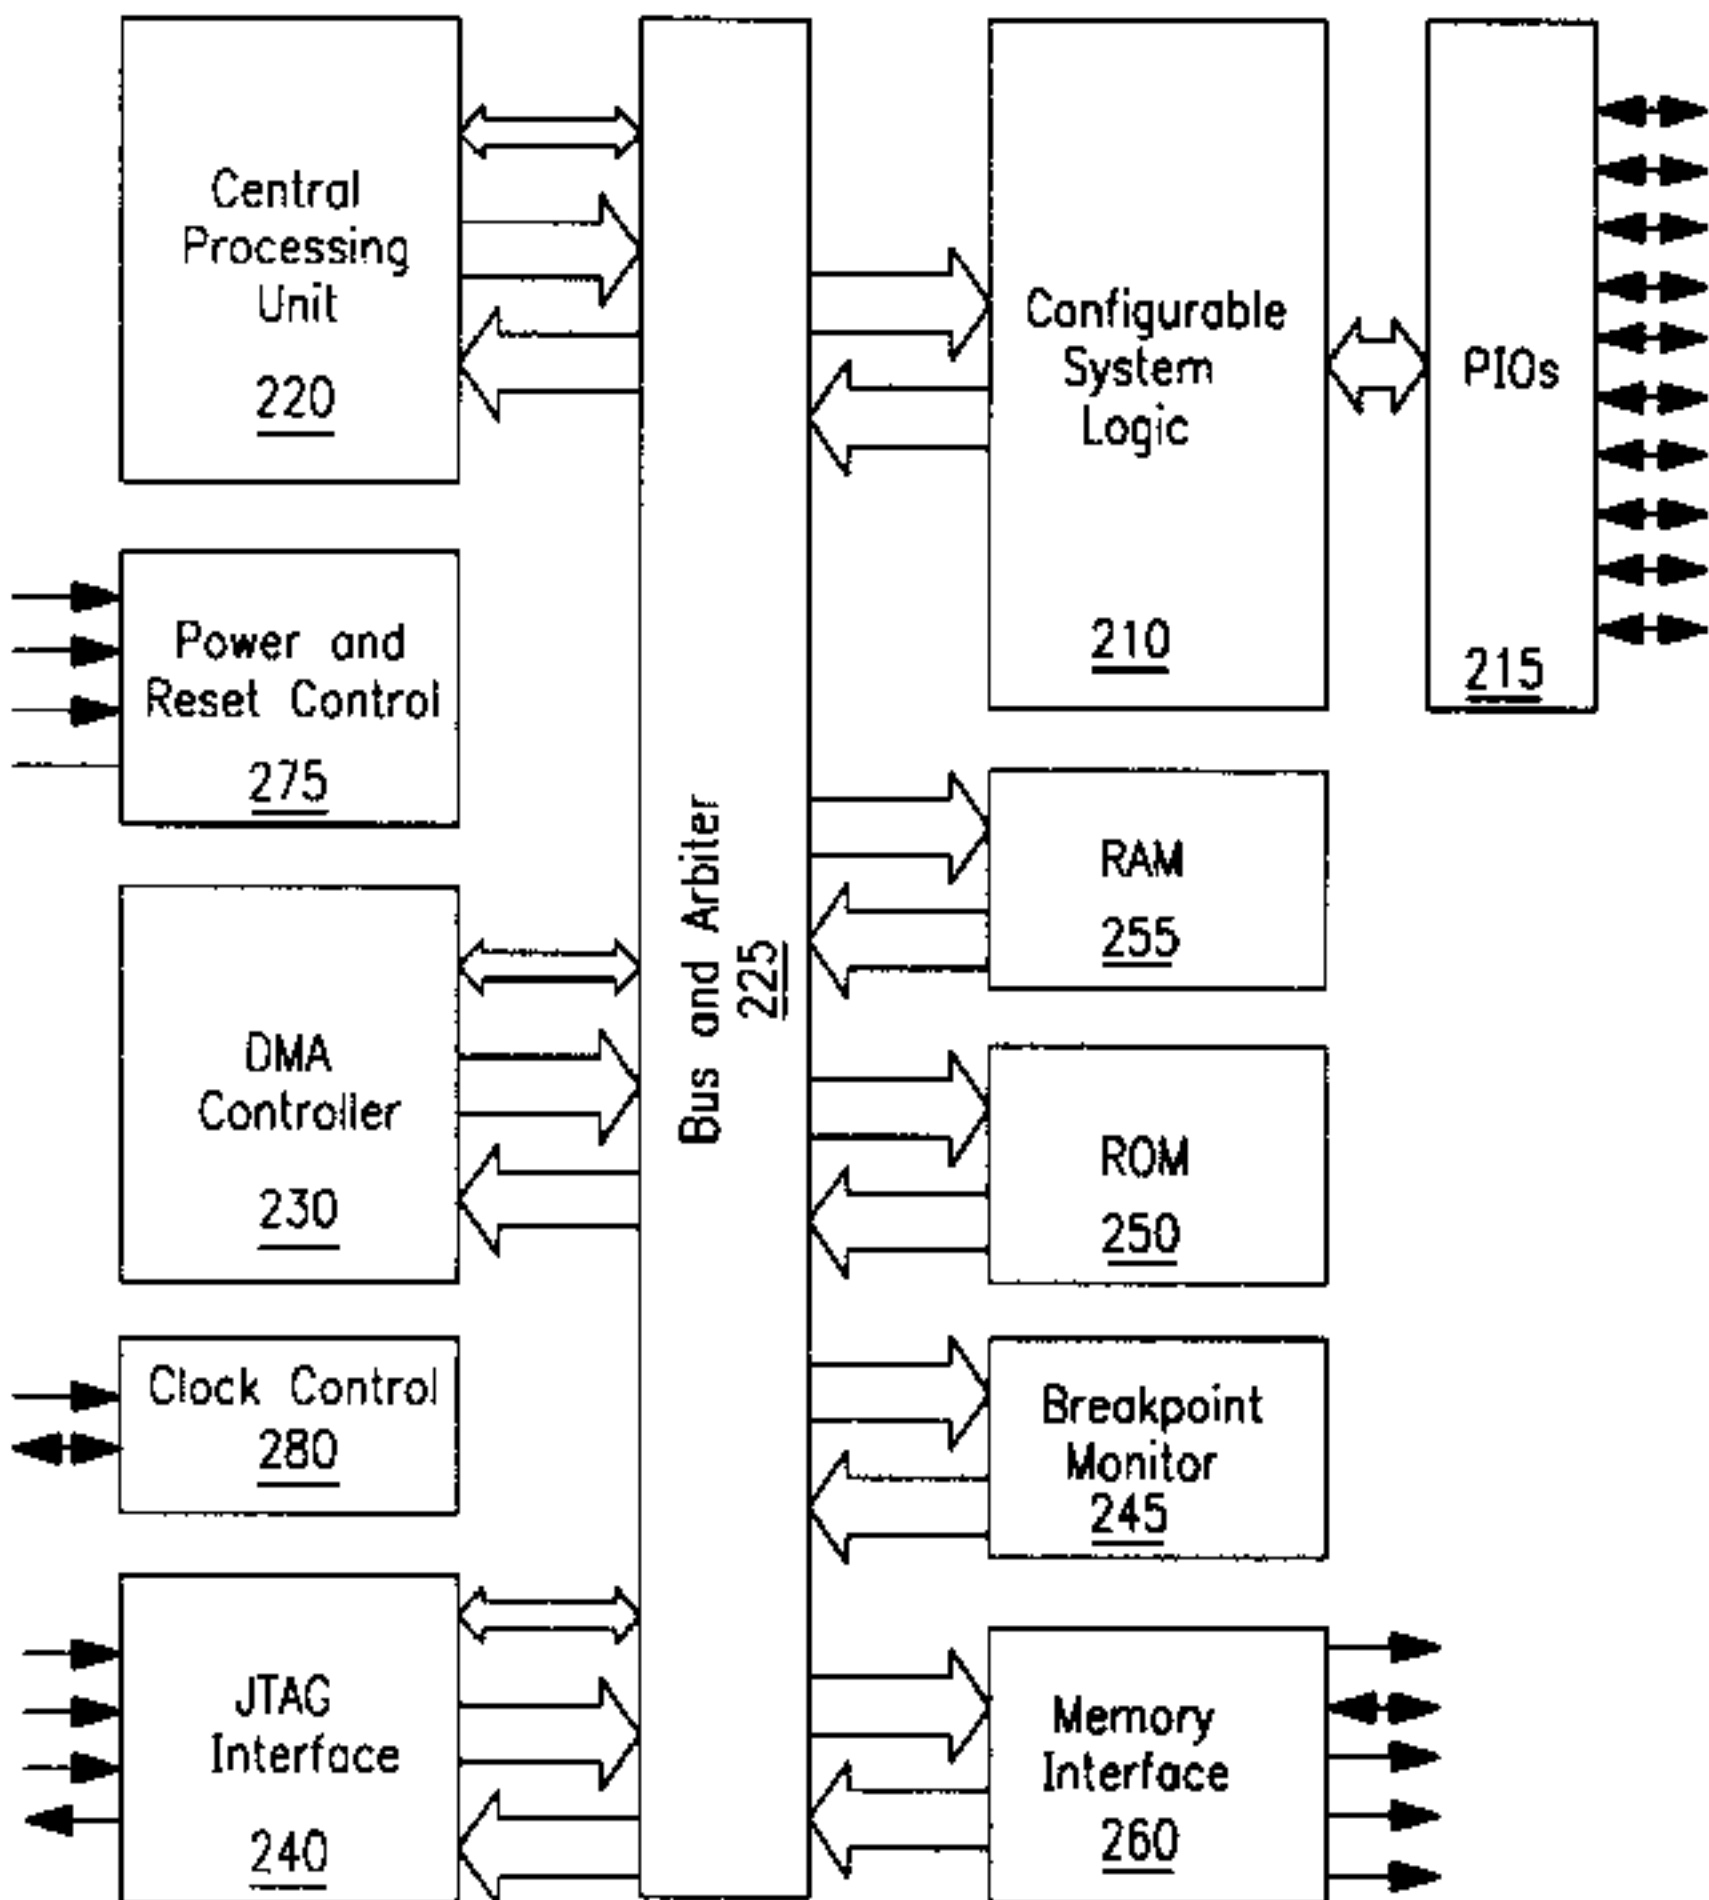 Central
Processing
Unit
220
Power and
Reset Control
275
DMA
Controller
230
Clock Control
280
JTAG
Interface
240
Bus and Arbiter
225
Configurable
System
Logic
210
PIOs
215
RAM
255
ROM
250
Breakpoint
Monitor
245
Memory
Interface
260